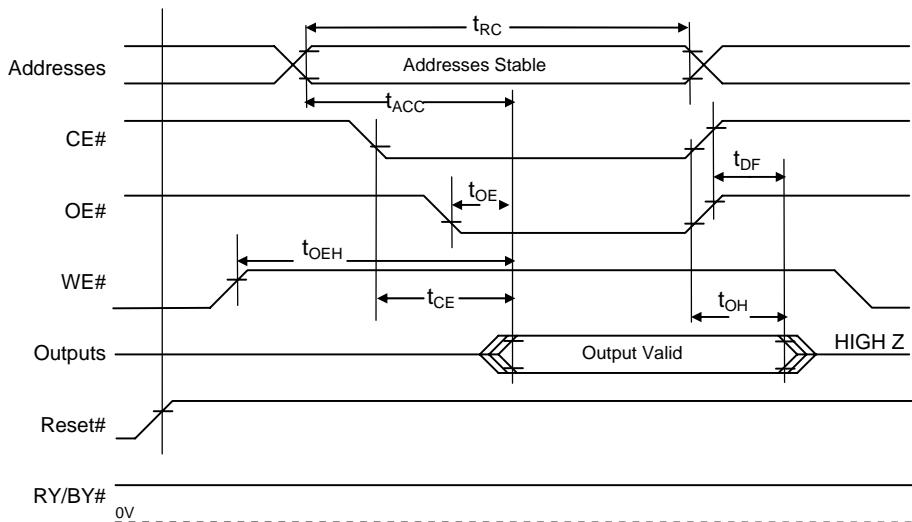 tRC
Addresses
Addresses Stable
tACC
CE#
tDF
tOE
OE#
tOEH
WE#
tCE
tOH
Outputs
Output Valid
HIGH Z
Reset#
RY/BY#
0V